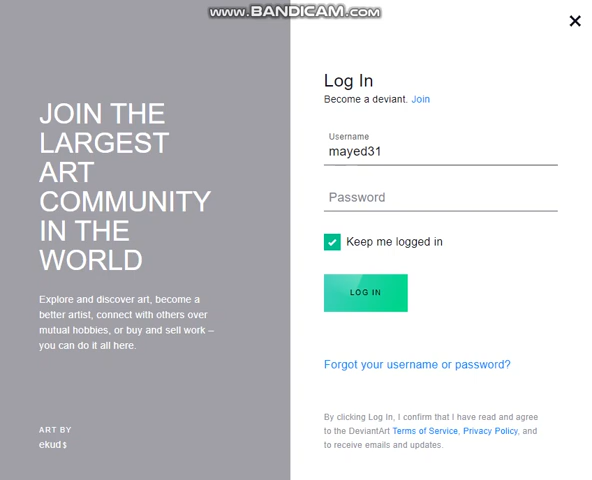 www.BANDICAM.com
JOIN THE
LARGEST
ART
COMMUNITY
IN THE
WORLD
Explore and discover art, become a
better artist, connect with others over
mutual hobbies, or buy and sell work –
you can do it all here.
ART BY
ekud$
Log In
Become a deviant. Join
Username
mayed31
Password
Keep me logged in
LOG IN
Forgot your username or password?
By clicking Log In, I confirm that I have read and agree
to the DeviantArt Terms of Service, Privacy Policy, and
to receive emails and updates.